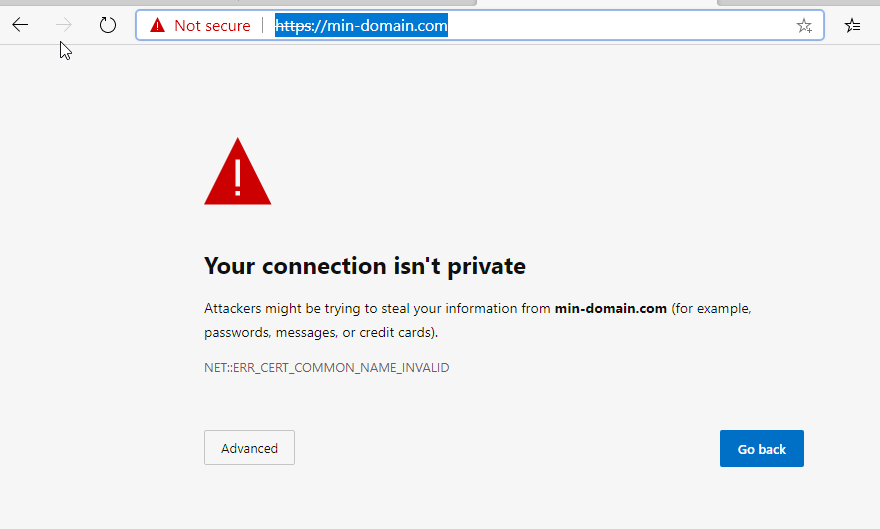 Not secure | https://min-domain.com
Your connection isn't private
Attackers might be trying to steal your information from min-domain.com (for example,
passwords, messages, or credit cards).
NET::ERR_CERT_COMMON_NAME_INVALID
Advanced
Go back